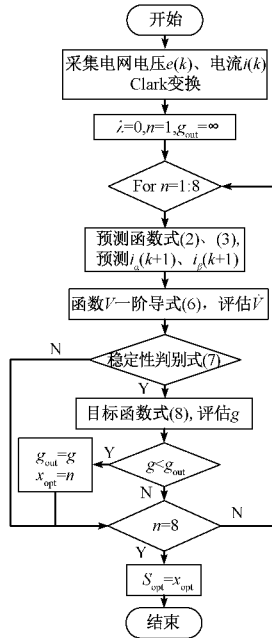 开始
采集电网电压e(k)、电流i(k)
Clark变换
λ=0,n=1,g_out=∞
For n=1:8
预测函数式(2)、(3),
预测i_α(k+1)、i_β(k+1)
函数V一阶导式(6)，评估V̇
N
稳定性判别式(7)
Y
目标函数式(8), 评估g
g_out=g
x_opt=n
Y
g<g_out
N
n=8
N
Y
S_opt=x_opt
结束